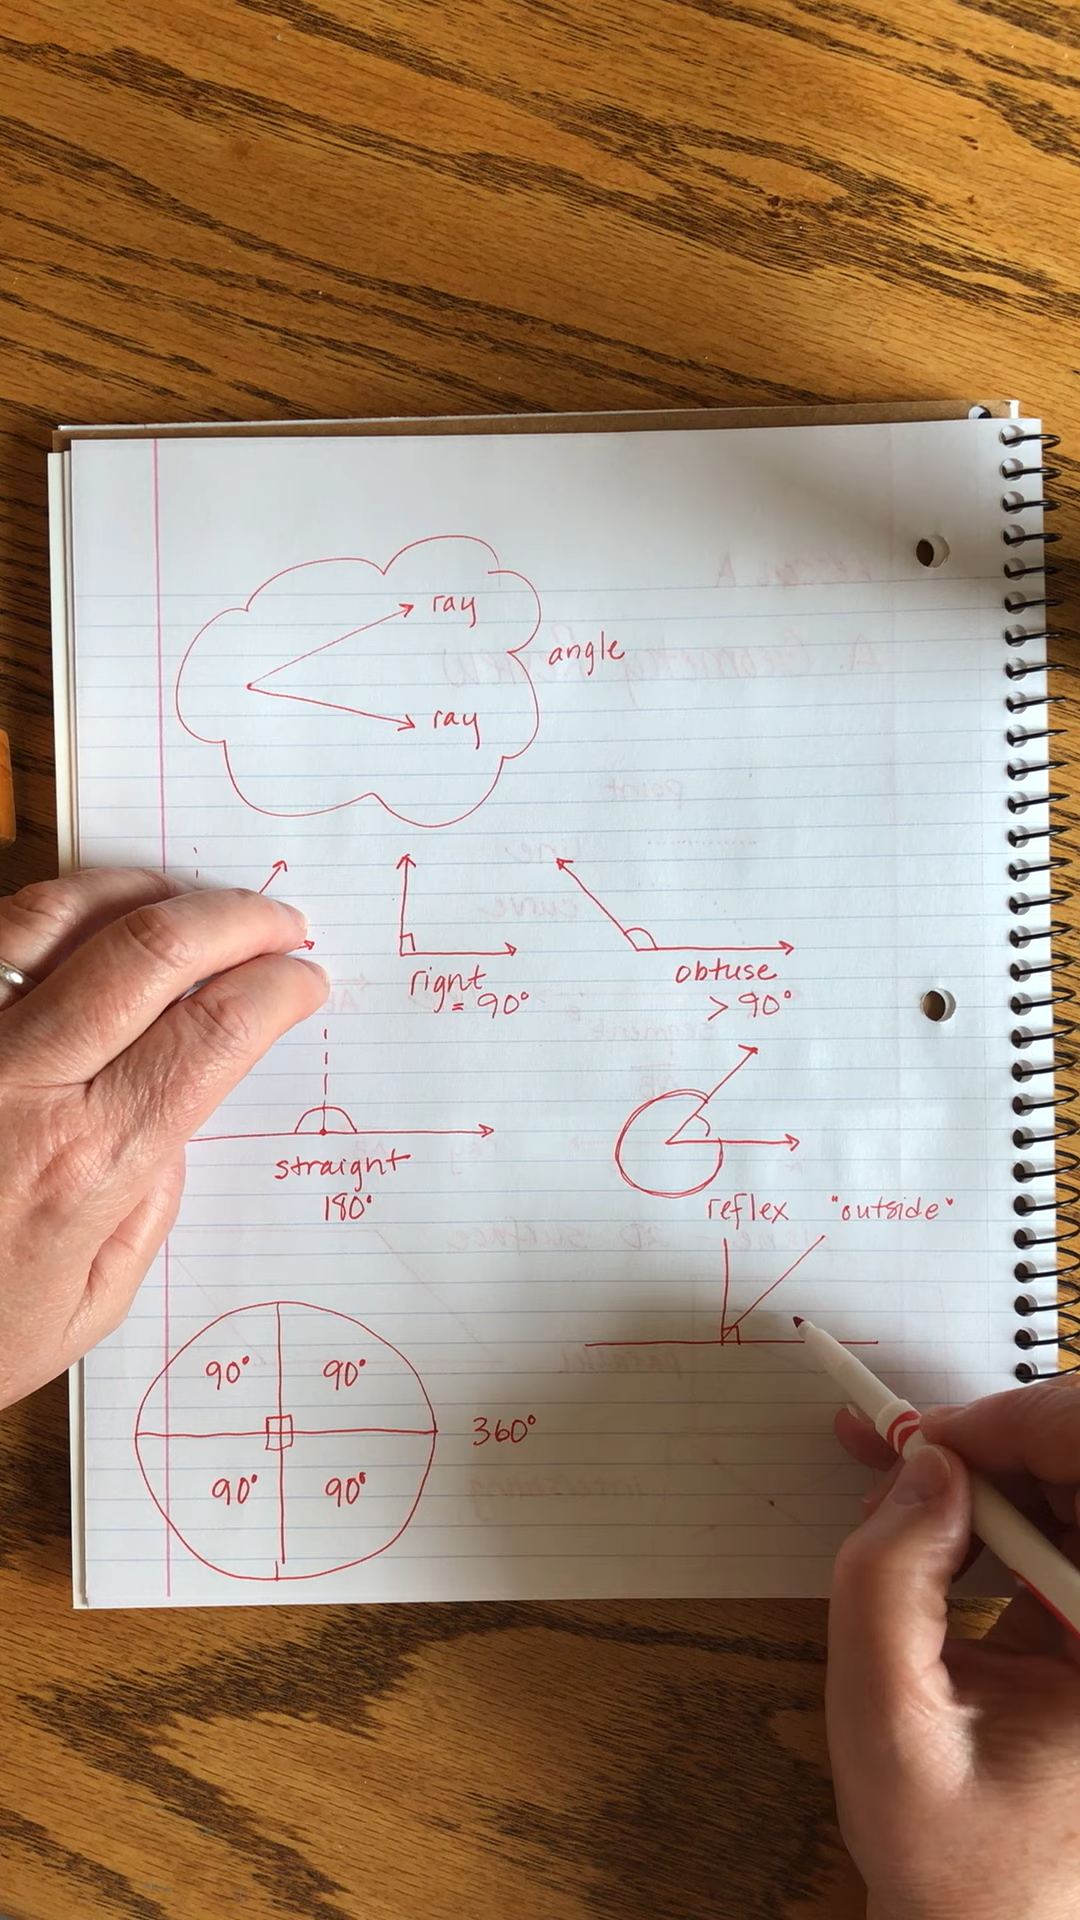 ray
angle
ray
right
= 90°
obtuse
> 90°
straight
180°
reflex "outside"
90° 90°
360°
90° 90°